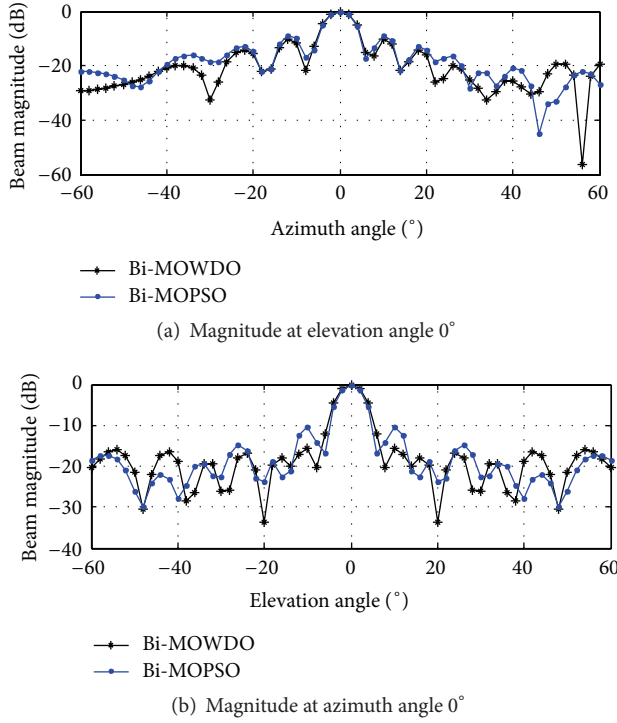 Beam magnitude (dB)
0
−20
−40
−60
−60 −40 −20 0 20 40 60
Azimuth angle (°)
Bi-MOWDO
Bi-MOPSO
(a) Magnitude at elevation angle 0°
Beam magnitude (dB)
0
−10
−20
−30
−40
−60 −40 −20 0 20 40 60
Elevation angle (°)
Bi-MOWDO
Bi-MOPSO
(b) Magnitude at azimuth angle 0°